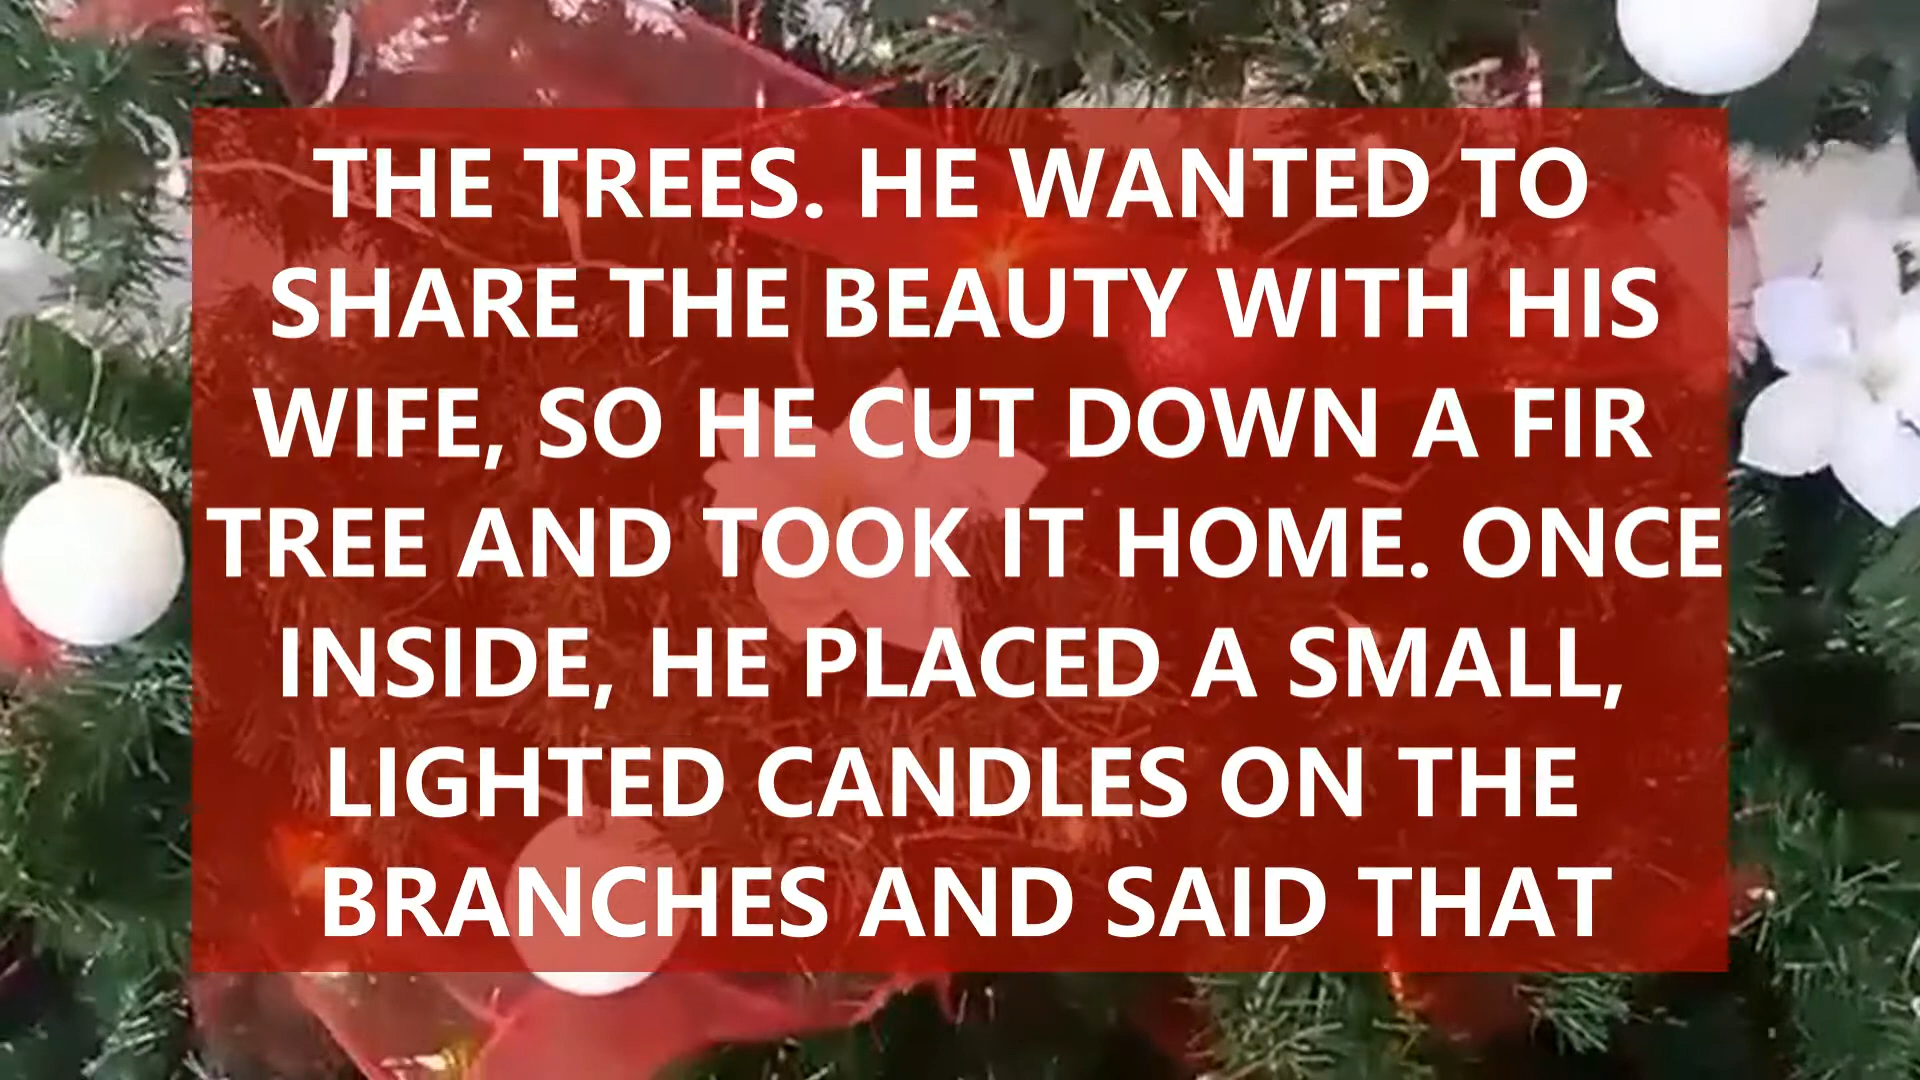 THE TREES. HE WANTED TO
SHARE THE BEAUTY WITH HIS
WIFE, SO HE CUT DOWN A FIR
TREE AND TOOK IT HOME. ONCE
INSIDE, HE PLACED A SMALL,
LIGHTED CANDLES ON THE
BRANCHES AND SAID THAT